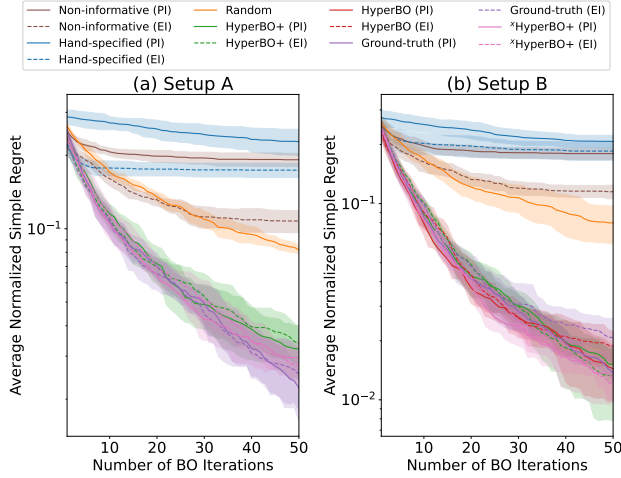 Non-informative (PI)
Non-informative (EI)
Hand-specified (PI)
Hand-specified (EI)
Random
HyperBO+ (PI)
HyperBO+ (EI)
HyperBO (PI)
HyperBO (EI)
Ground-truth (PI)
Ground-truth (EI)
ˣHyperBO+ (PI)
ˣHyperBO+ (EI)
(a) Setup A
Average Normalized Simple Regret
10⁻¹
10 20 30 40 50
Number of BO Iterations
(b) Setup B
Average Normalized Simple Regret
10⁻¹
10⁻²
10 20 30 40 50
Number of BO Iterations